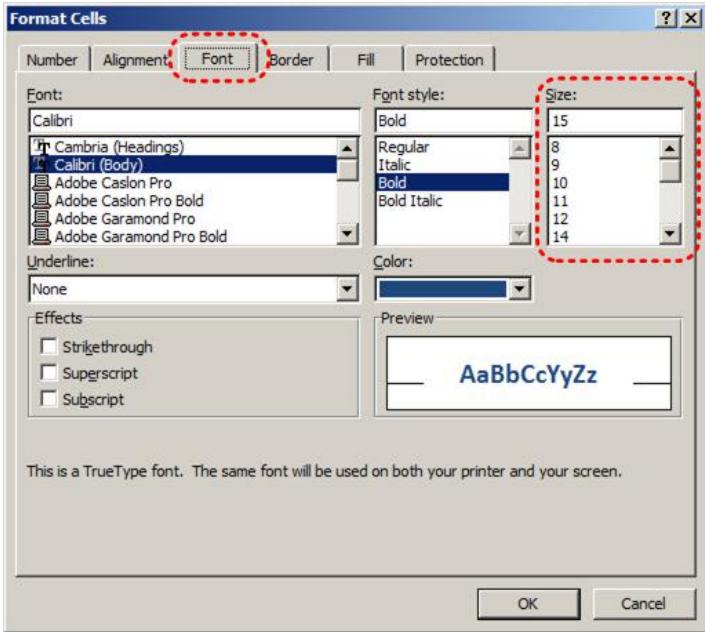 Format Cells
Number Alignment Font Border Fill Protection
Font: Font style: Size:
Calibri Bold 15
Cambria (Headings) Regular 8
Calibri (Body) Italic 9
Adobe Caslon Pro Bold 10
Adobe Caslon Pro Bold Bold Italic 11
Adobe Garamond Pro 12
Adobe Garamond Pro Bold 14
Underline: Color:
None
Effects Preview
Strikethrough
Superscript AaBbCcYyZz
Subscript
This is a TrueType font. The same font will be used on both your printer and your screen.
OK Cancel